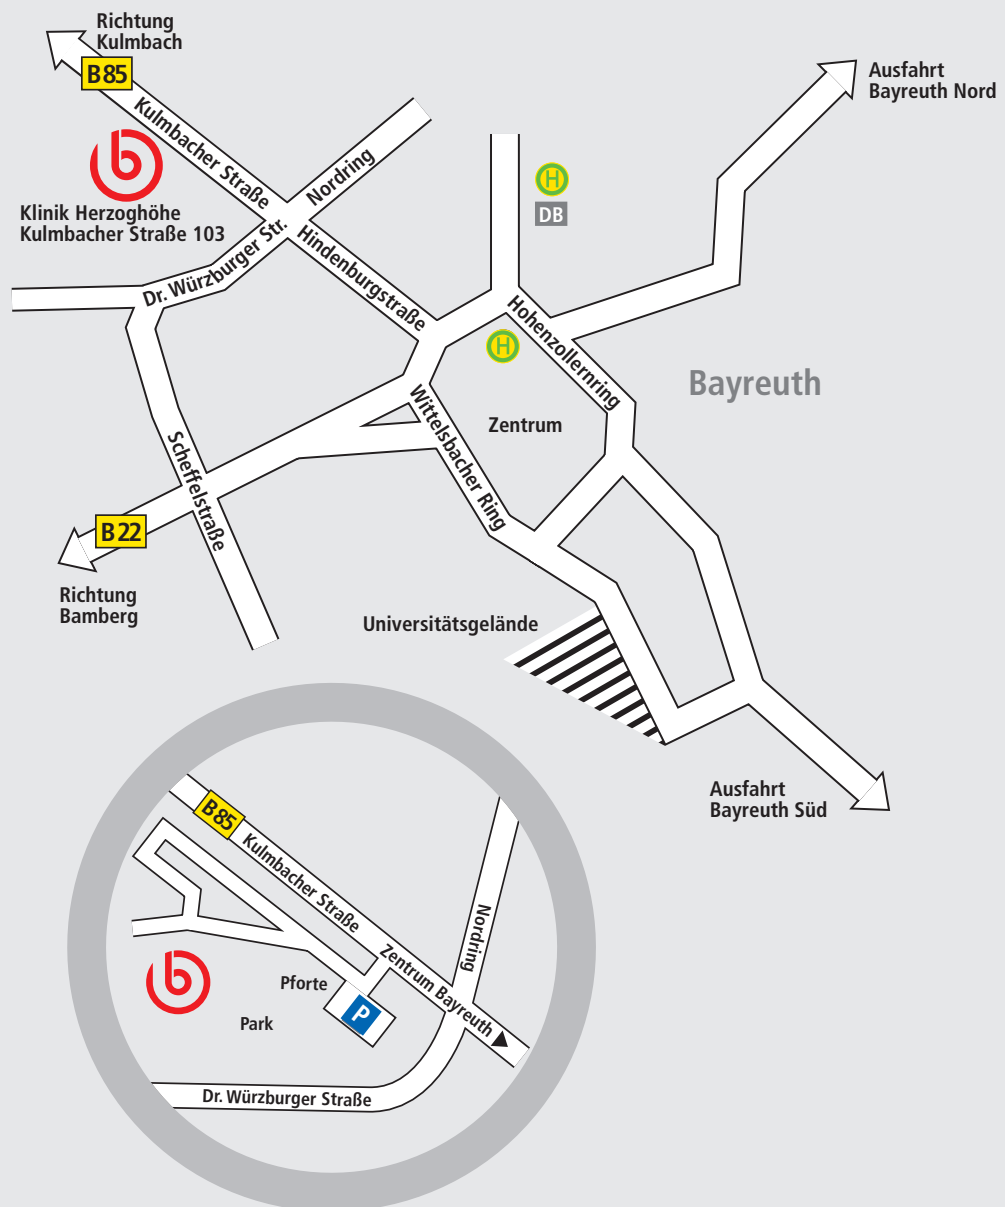 Richtung
Kulmbach
B85
Ausfahrt
Bayreuth Nord
Kulmbacher Straße
Nordring
H
DB
b
Klinik Herzoghöhe
Kulmbacher Straße 103
Dr. Würzburger Str.
Hindenburgstraße
Hohenzollernring
H
Bayreuth
Wittelsbacher Ring
Zentrum
Scheffelstraße
B22
Richtung
Bamberg
Universitätsgelände
Ausfahrt
Bayreuth Süd
B85
Kulmbacher Straße
Nordring
Zentrum Bayreuth
b
Pforte
P
Park
Dr. Würzburger Straße